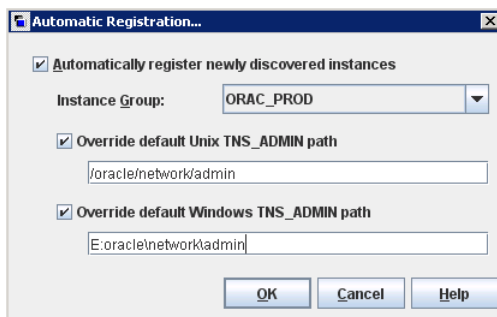 Automatic Registration...
Automatically register newly discovered instances
Instance Group: ORAC_PROD
Override default Unix TNS_ADMIN path
/oracle/network/admin
Override default Windows TNS_ADMIN path
E:oracle\network\admin
OK Cancel Help